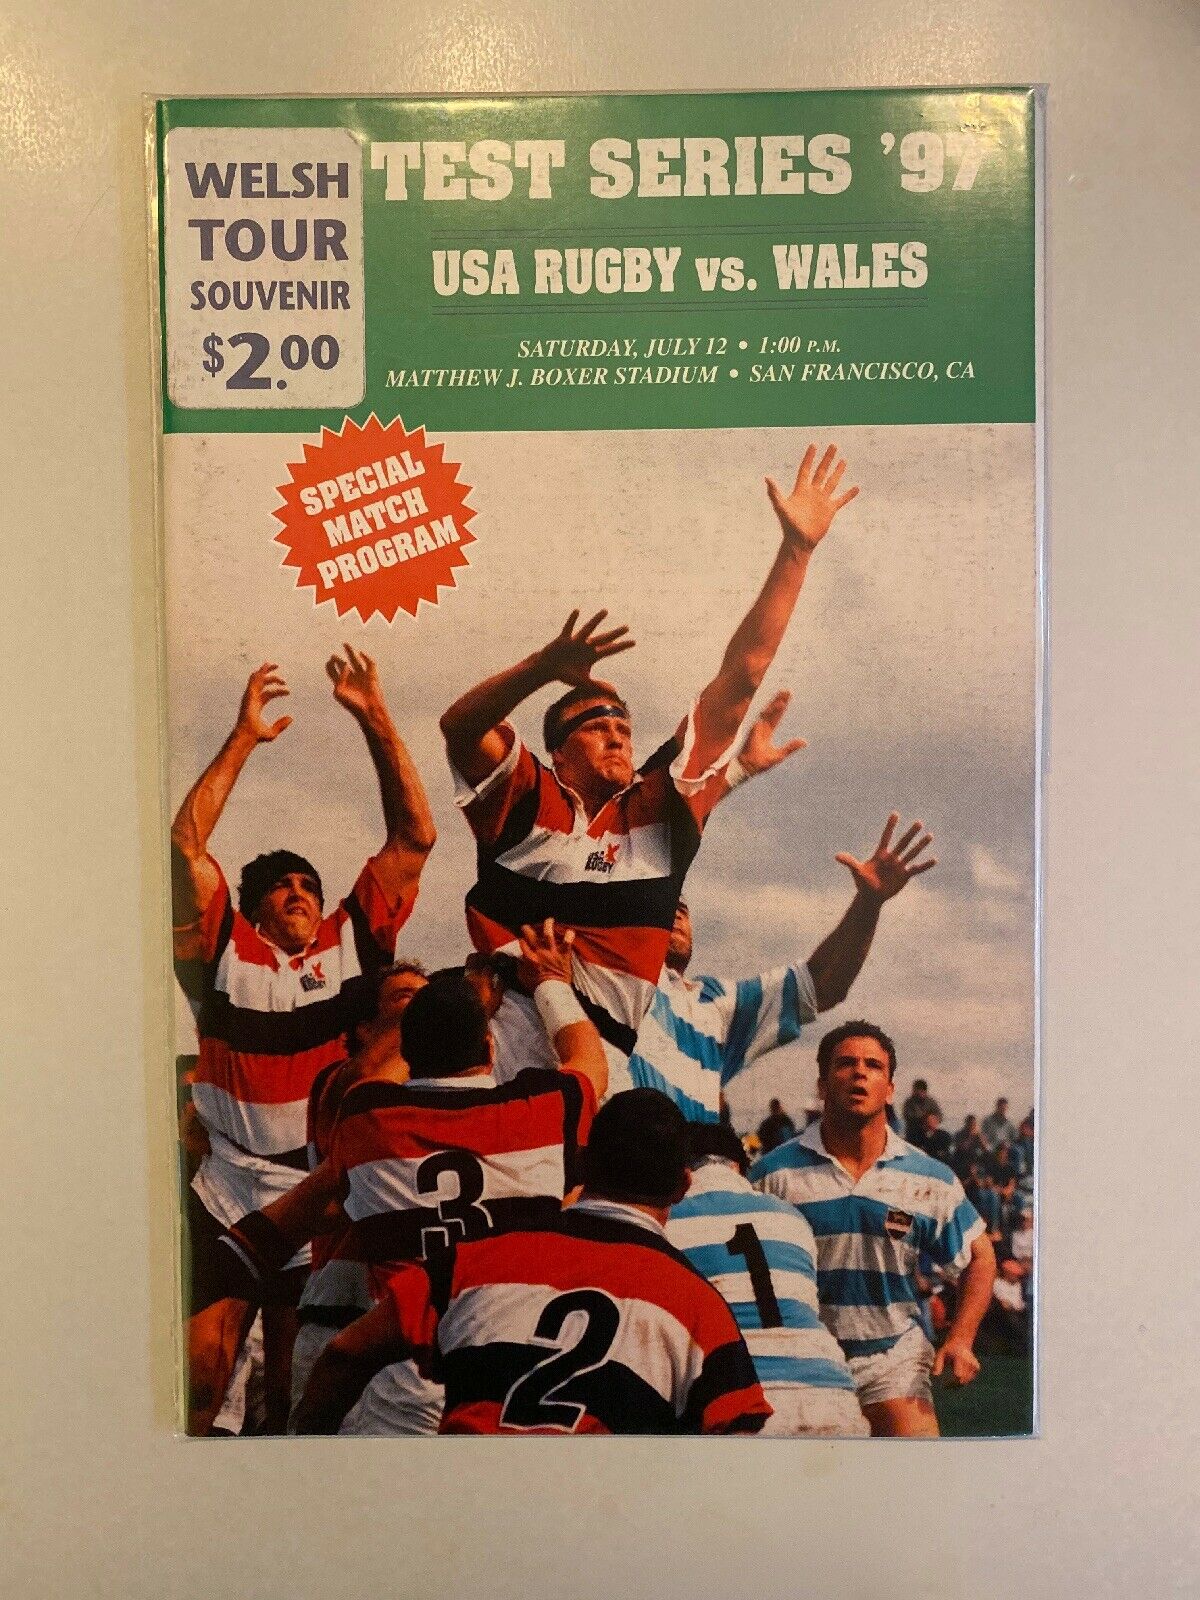 WELSH
TOUR
SOUVENIR
$2.00
TEST SERIES '97
USA RUGBY vs. WALES
SATURDAY, JULY 12 • 1:00 P.M.
MATTHEW J. BOXER STADIUM • SAN FRANCISCO, CA
SPECIAL
MATCH
PROGRAM
RUGBY
3
2
1